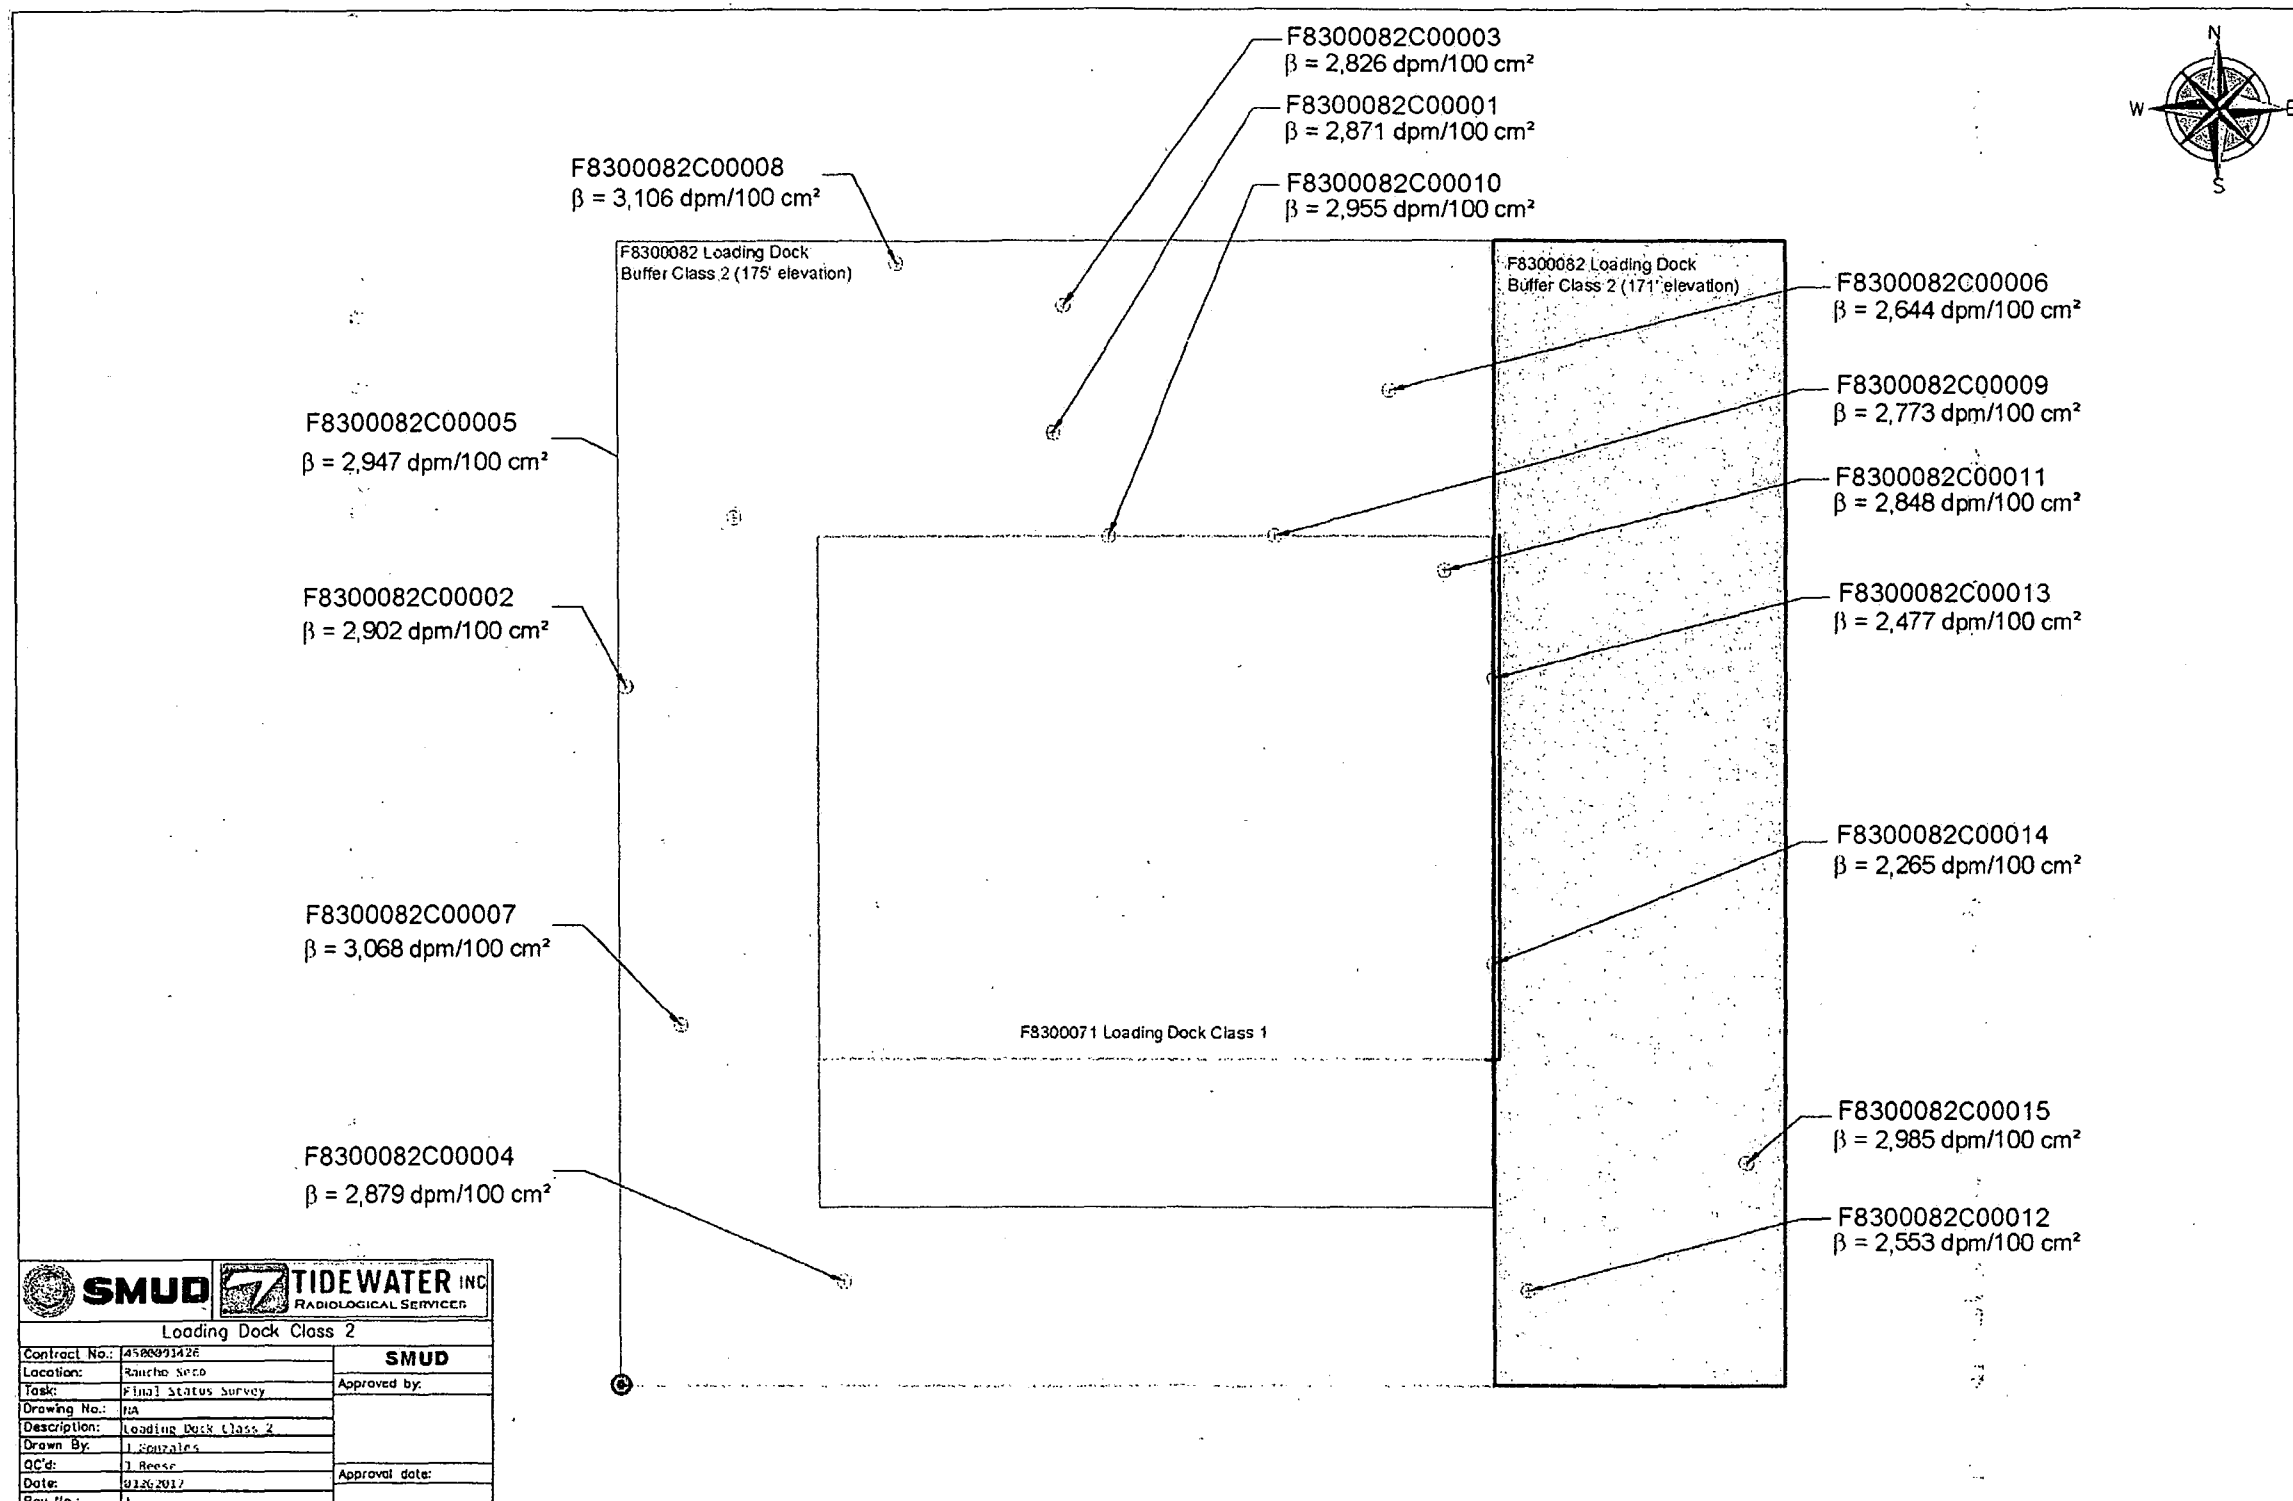 F8300082C00003
β = 2,826 dpm/100 cm²
F8300082C00001
β = 2,871 dpm/100 cm²
F8300082C00010
β = 2,955 dpm/100 cm²
N
W
E
S
F8300082C00008
β = 3,106 dpm/100 cm²
F8300082 Loading Dock
Buffer Class 2 (175' elevation)
F8300082 Loading Dock
Buffer Class 2 (171' elevation)
F8300082C00006
β = 2,644 dpm/100 cm²
F8300082C00009
β = 2,773 dpm/100 cm²
F8300082C00005
β = 2,947 dpm/100 cm²
F8300082C00011
β = 2,848 dpm/100 cm²
F8300082C00002
β = 2,902 dpm/100 cm²
F8300082C00013
β = 2,477 dpm/100 cm²
F8300082C00014
β = 2,265 dpm/100 cm²
F8300082C00007
β = 3,068 dpm/100 cm²
F8300071 Loading Dock Class 1
F8300082C00015
β = 2,985 dpm/100 cm²
F8300082C00004
β = 2,879 dpm/100 cm²
F8300082C00012
β = 2,553 dpm/100 cm²
SMUD
TIDEWATER INC
RADIOLOGICAL SERVICES
Loading Dock Class 2
Contract No.:
SMUD
Location: Rancho Seco
Approved by:
Task: Final Status Survey
Drawing No.: NA
Description: Loading Dock Class 2
Drawn By: J.Gonzales
QC'd: J.Reese
Approval date:
Date:
Rev No.: 1